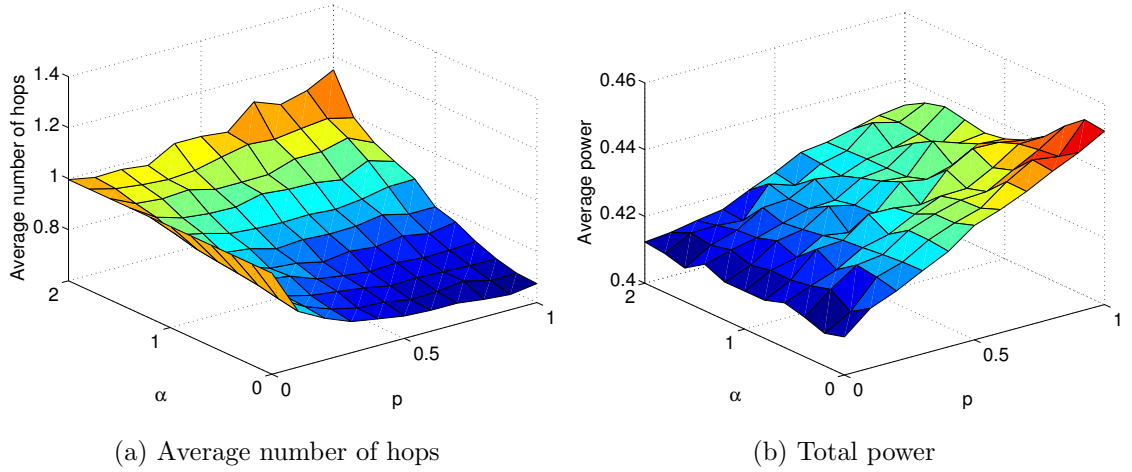 1.4
1.2
1
0.8
Average number of hops
2
1
0
α
0
0.5
1
p
(a) Average number of hops
0.46
0.44
0.42
0.4
Average power
2
1
0
α
0
0.5
1
p
(b) Total power